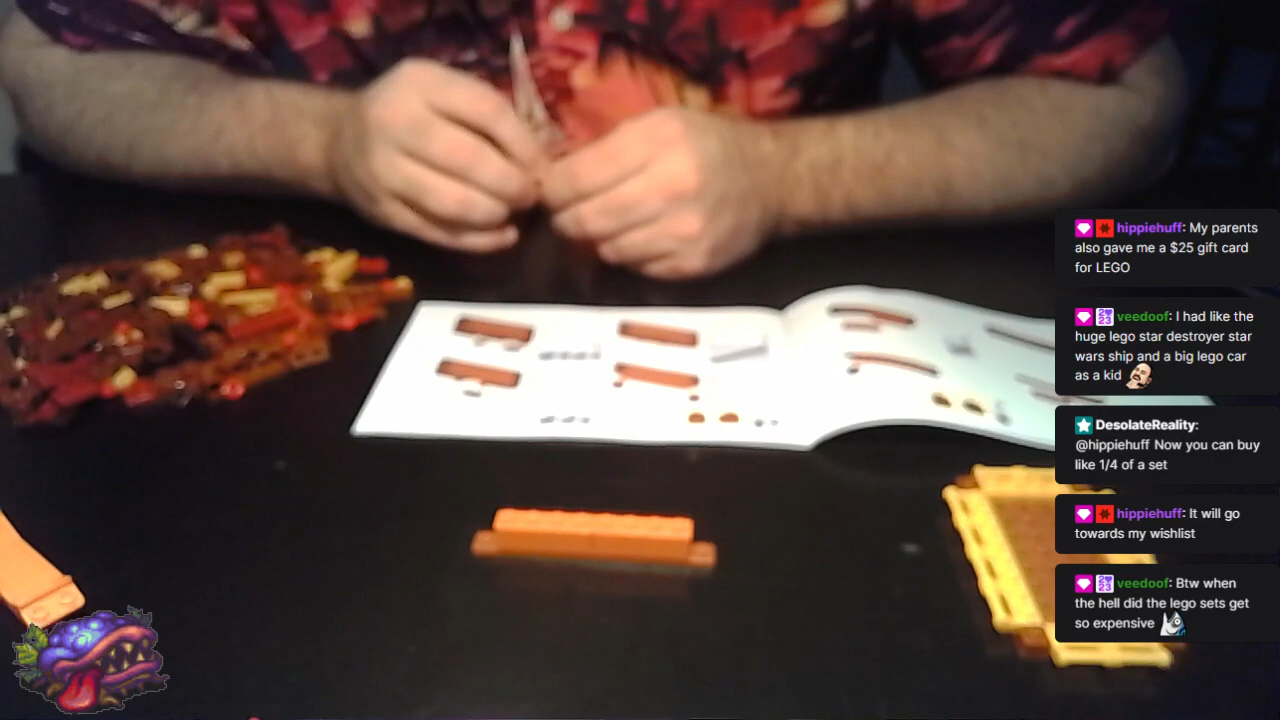 hippiehuff: My parents
also gave me a $25 gift card
for LEGO
veedoof: I had like the
huge lego star destroyer star
wars ship and a big lego car
as a kid
DesolateReality:
@hippiehuff Now you can buy
like 1/4 of a set
hippiehuff: It will go
towards my wishlist
veedoof: Btw when
the hell did the lego sets get
so expensive